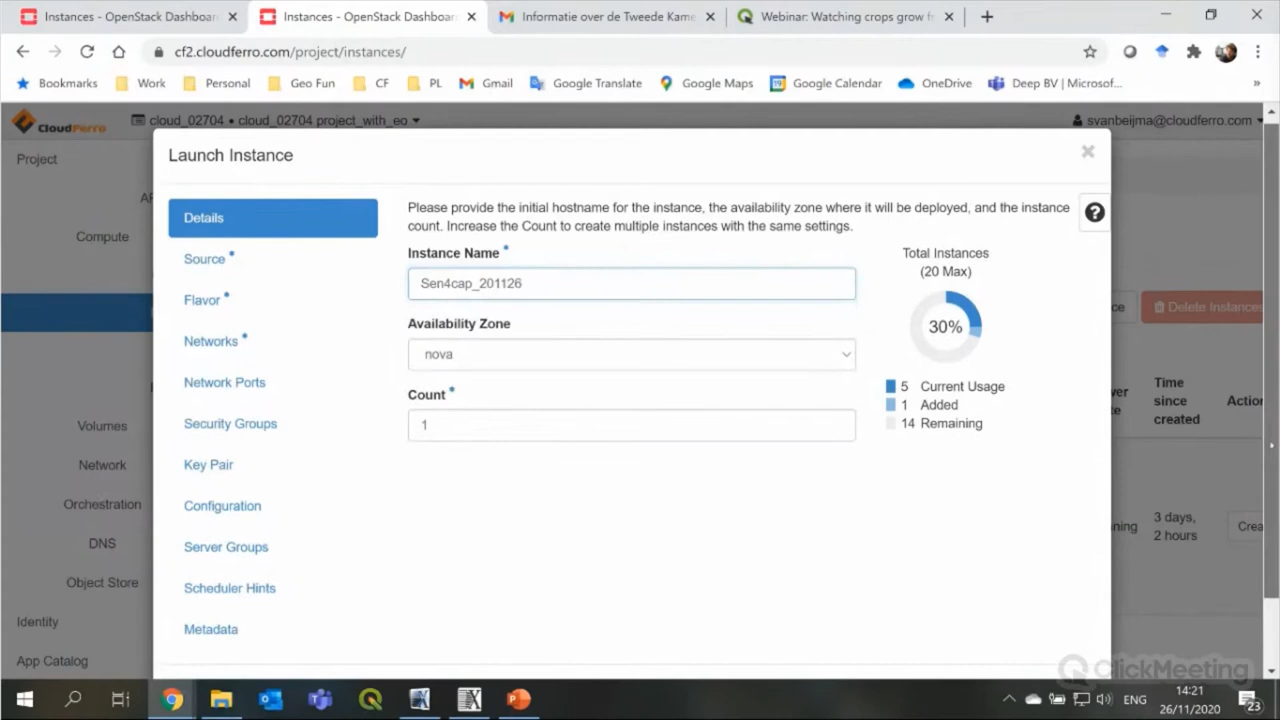 Instances - OpenStack Dashboar
Instances - OpenStack Dashboar
Informatie over de Tweede Kame
Webinar: Watching crops grow fr
cf2.cloudferro.com/project/instances/
Bookmarks
Work
Personal
Geo Fun
CF
PL
Gmail
Google Translate
Google Maps
Google Calendar
OneDrive
Deep BV | Microsof...
»
CloudFerro
cloud_02704 • cloud_02704 project_with_eo
svanbeijma@cloudferro.com
Project
AP
Compute
Volumes
Network
Orchestration
DNS
Object Store
Identity
App Catalog
Launch Instance
Details
Source *
Flavor *
Networks *
Network Ports
Security Groups
Key Pair
Configuration
Server Groups
Scheduler Hints
Metadata
Please provide the initial hostname for the instance, the availability zone where it will be deployed, and the instance
count. Increase the Count to create multiple instances with the same settings.
Instance Name *
Sen4cap_201126
Availability Zone
nova
Count *
1
Total Instances
(20 Max)
30%
5 Current Usage
1 Added
14 Remaining
ce
Delete Instances
Time
since
created
Action
ning
3 days,
2 hours
Crea
ClickMeeting
ENG
14:21
26/11/2020
23